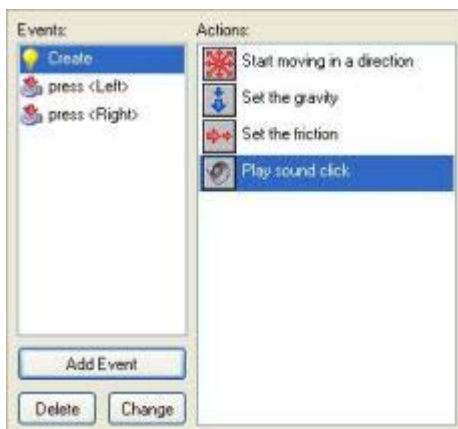 Events:
Create
press <Left>
press <Right>
Add Event
Delete
Change
Actions:
Start moving in a direction
Set the gravity
Set the friction
Play sound click